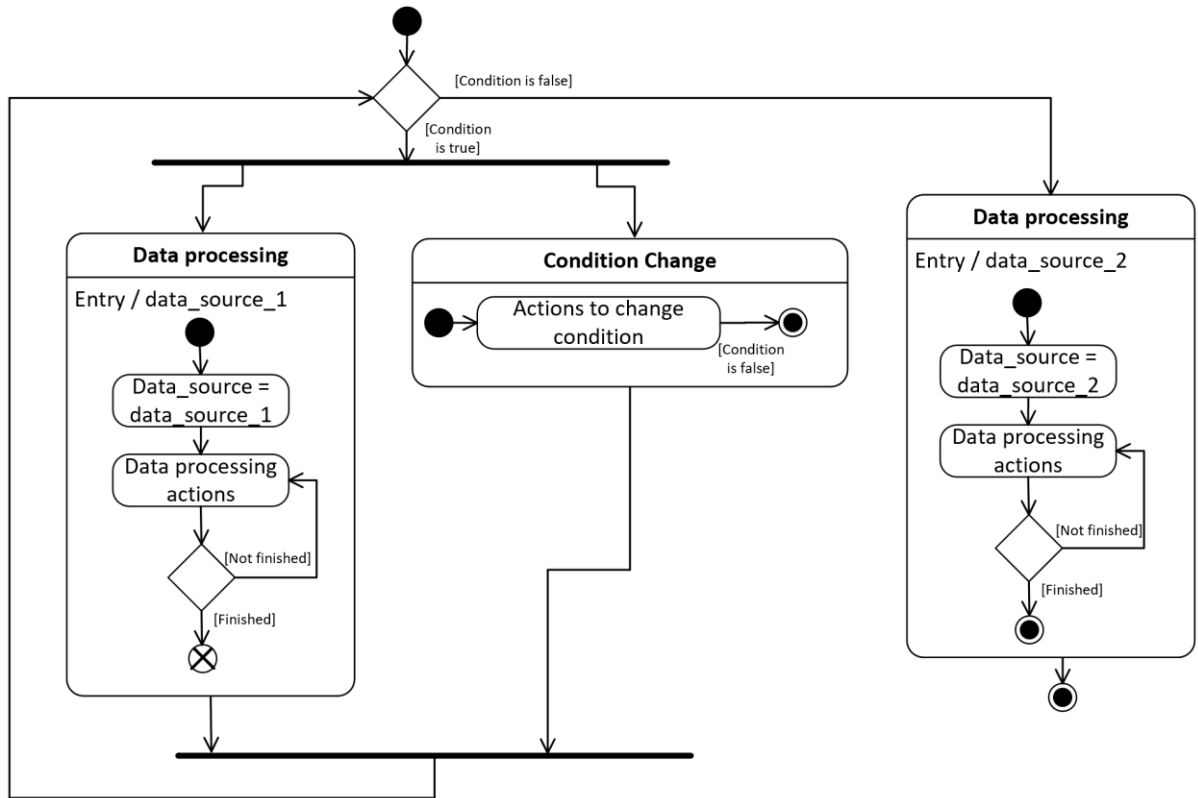 [Condition is false]
[Condition
is true]
Data processing
Entry / data_source_1
Data_source =
data_source_1
Data processing
actions
[Not finished]
[Finished]
Condition Change
Actions to change
condition
[Condition
is false]
Data processing
Entry / data_source_2
Data_source =
data_source_2
Data processing
actions
[Not finished]
[Finished]